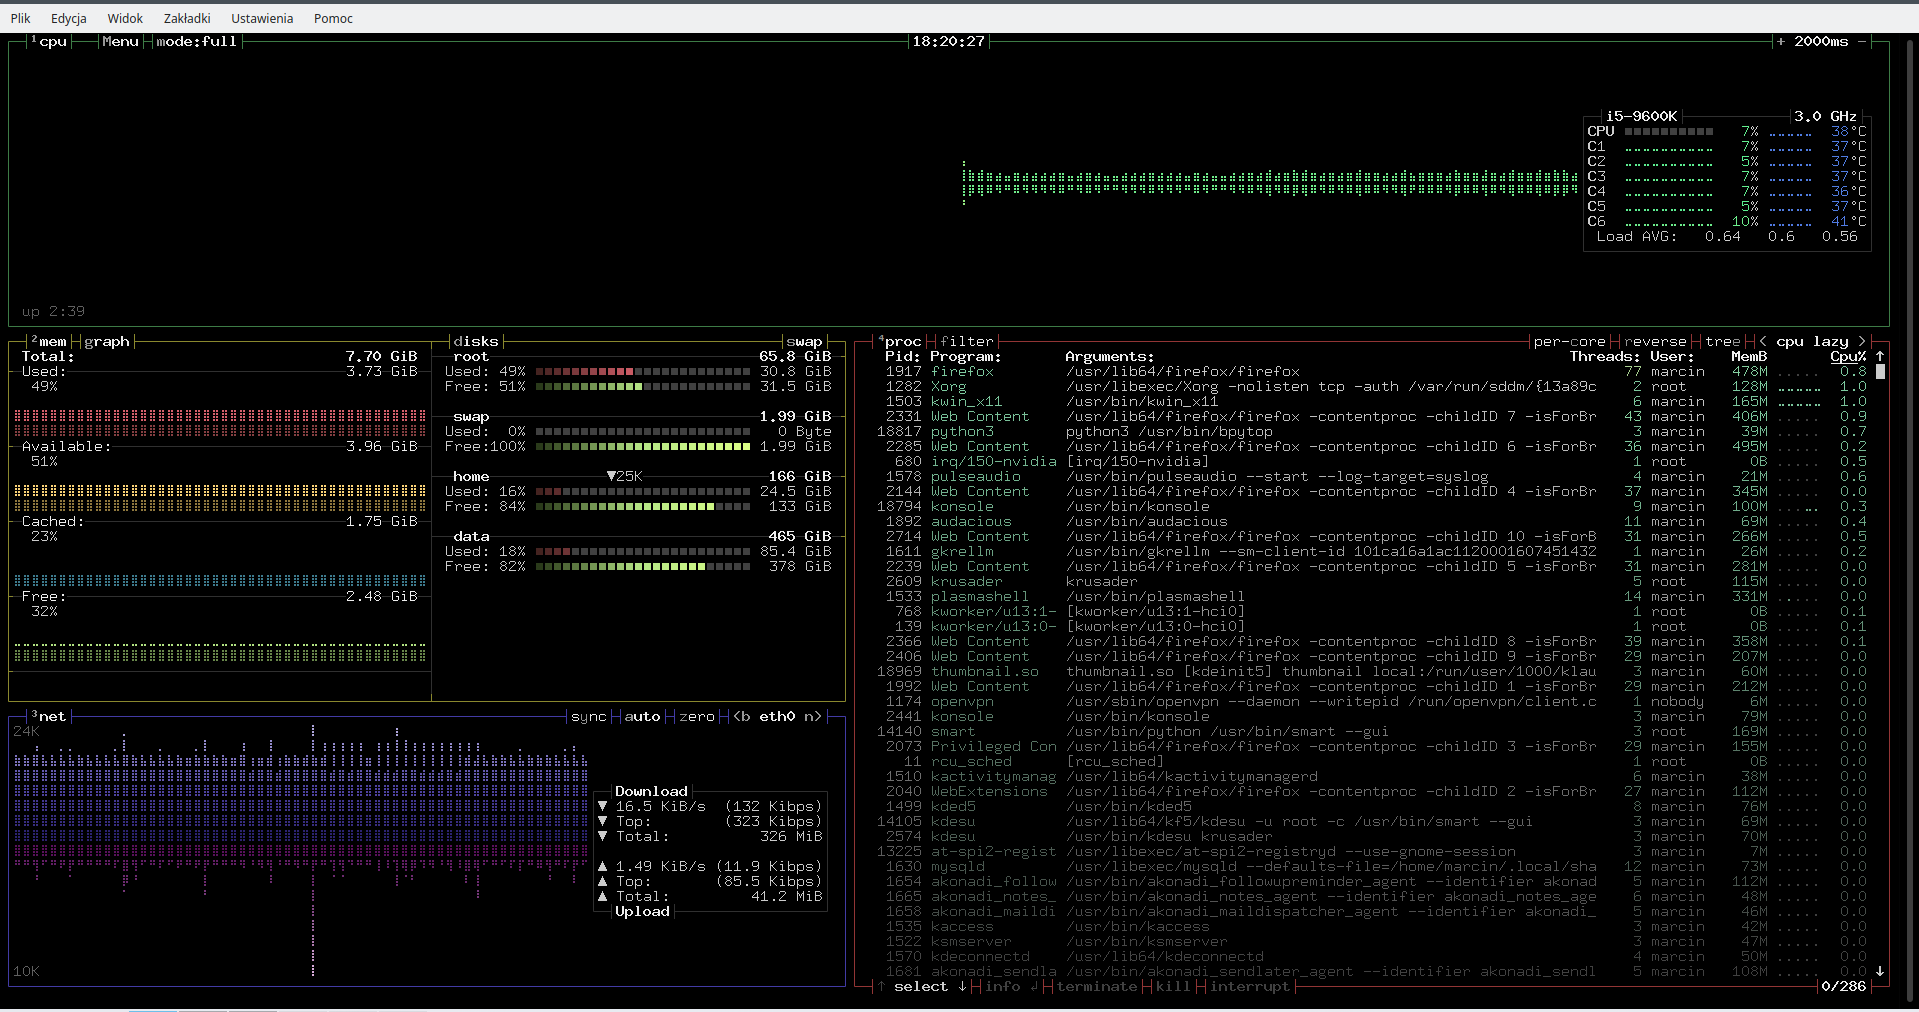 Plik Edycja Widok Zakładki Ustawienia Pomoc
1cpu Menu mode:full 18:20:27 + 2000ms -
i5-9600K 3.0 GHz
CPU 7% 38°C
C1 7% 37°C
C2 5% 37°C
C3 7% 37°C
C4 7% 36°C
C5 5% 37°C
C6 10% 41°C
Load AVG: 0.64 0.6 0.56
up 2:39
2mem graph
Total: 7.70 GiB
Used: 3.73 GiB
49%
Available: 3.96 GiB
51%
Cached: 1.75 GiB
23%
Free: 2.48 GiB
32%
disks swap
root 65.8 GiB
Used: 49% 30.8 GiB
Free: 51% 31.5 GiB
swap 1.99 GiB
Used: 0% 0 Byte
Free:100% 1.99 GiB
home ▼25K 166 GiB
Used: 16% 24.5 GiB
Free: 84% 133 GiB
data 465 GiB
Used: 18% 85.4 GiB
Free: 82% 378 GiB
3net sync auto zero <b eth0 n>
24K
10K
Download
▼ 16.5 KiB/s (132 Kibps)
▼ Top: (323 Kibps)
▼ Total: 326 MiB
▲ 1.49 KiB/s (11.9 Kibps)
▲ Top: (85.5 Kibps)
▲ Total: 41.2 MiB
Upload
4proc filter per-core reverse tree < cpu lazy >
Pid: Program: Arguments: Threads: User: MemB Cpu% ↑
1917 firefox /usr/lib64/firefox/firefox 77 marcin 478M 0.8
1282 Xorg /usr/libexec/Xorg -nolisten tcp -auth /var/run/sddm/{13a89c 2 root 128M 1.0
1503 kwin_x11 /usr/bin/kwin_x11 6 marcin 165M 1.0
2331 Web Content /usr/lib64/firefox/firefox -contentproc -childID 7 -isForBr 43 marcin 406M 0.9
18817 python3 python3 /usr/bin/bpytop 3 marcin 39M 0.7
2285 Web Content /usr/lib64/firefox/firefox -contentproc -childID 6 -isForBr 36 marcin 495M 0.2
680 irq/150-nvidia [irq/150-nvidia] 1 root 0B 0.5
1578 pulseaudio /usr/bin/pulseaudio --start --log-target=syslog 4 marcin 21M 0.6
2144 Web Content /usr/lib64/firefox/firefox -contentproc -childID 4 -isForBr 37 marcin 345M 0.0
18794 konsole /usr/bin/konsole 9 marcin 100M 0.3
1892 audacious /usr/bin/audacious 11 marcin 69M 0.4
2714 Web Content /usr/lib64/firefox/firefox -contentproc -childID 10 -isForB 31 marcin 266M 0.5
1611 gkrellm /usr/bin/gkrellm --sm-client-id 101ca16a1ac1120001607451432 1 marcin 26M 0.2
2239 Web Content /usr/lib64/firefox/firefox -contentproc -childID 5 -isForBr 31 marcin 281M 0.0
2609 krusader krusader 5 root 115M 0.0
1533 plasmashell /usr/bin/plasmashell 14 marcin 331M 0.0
768 kworker/u13:1- [kworker/u13:1-hci0] 1 root 0B 0.1
139 kworker/u13:0- [kworker/u13:0-hci0] 1 root 0B 0.1
2366 Web Content /usr/lib64/firefox/firefox -contentproc -childID 8 -isForBr 39 marcin 358M 0.1
2406 Web Content /usr/lib64/firefox/firefox -contentproc -childID 9 -isForBr 29 marcin 207M 0.0
18969 thumbnail.so thumbnail.so [kdeinit5] thumbnail local:/run/user/1000/klau 3 marcin 60M 0.0
1992 Web Content /usr/lib64/firefox/firefox -contentproc -childID 1 -isForBr 29 marcin 212M 0.0
1174 openvpn /usr/sbin/openvpn --daemon --writepid /run/openvpn/client.c 1 nobody 6M 0.0
2441 konsole /usr/bin/konsole 3 marcin 79M 0.0
14140 smart /usr/bin/python /usr/bin/smart --gui 3 root 169M 0.0
2073 Privileged Con /usr/lib64/firefox/firefox -contentproc -childID 3 -isForBr 29 marcin 155M 0.0
11 rcu_sched [rcu_sched] 1 root 0B 0.0
1510 kactivitymanag /usr/lib64/kactivitymanagerd 6 marcin 38M 0.0
2040 WebExtensions /usr/lib64/firefox/firefox -contentproc -childID 2 -isForBr 27 marcin 112M 0.0
1499 kded5 /usr/bin/kded5 8 marcin 76M 0.0
14105 kdesu /usr/lib64/kf5/kdesu -u root -c /usr/bin/smart --gui 3 marcin 69M 0.0
2574 kdesu /usr/bin/kdesu krusader 3 marcin 70M 0.0
13225 at-spi2-regist /usr/libexec/at-spi2-registryd --use-gnome-session 3 marcin 7M 0.0
1630 mysqld /usr/libexec/mysqld --defaults-file=/home/marcin/.local/sha 12 marcin 73M 0.0
1654 akonadi_follow /usr/bin/akonadi_followupreminder_agent --identifier akonad 5 marcin 112M 0.0
1665 akonadi_notes_ /usr/bin/akonadi_notes_agent --identifier akonadi_notes_age 6 marcin 48M 0.0
1658 akonadi_maildi /usr/bin/akonadi_maildispatcher_agent --identifier akonadi_ 5 marcin 46M 0.0
1535 kaccess /usr/bin/kaccess 3 marcin 42M 0.0
1522 ksmserver /usr/bin/ksmserver 3 marcin 47M 0.0
1570 kdeconnectd /usr/lib64/kdeconnectd 4 marcin 50M 0.0
1681 akonadi_sendla /usr/bin/akonadi_sendlater_agent --identifier akonadi_sendl 5 marcin 108M 0.0 ↓
↑ select ↓ info ↲ terminate kill interrupt 0/286